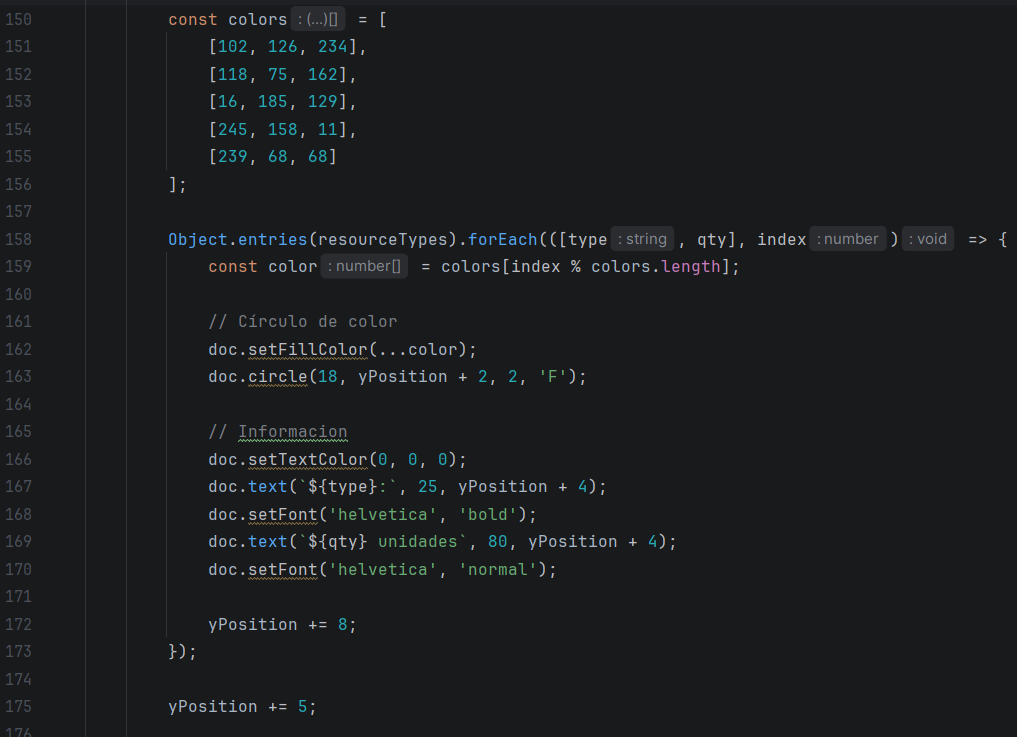 150 const colors : (...)[] = [
151 [102, 126, 234],
152 [118, 75, 162],
153 [16, 185, 129],
154 [245, 158, 11],
155 [239, 68, 68]
156 ];
157
158 Object.entries(resourceTypes).forEach(([type : string , qty], index : number ) : void => {
159 const color : number[] = colors[index % colors.length];
160
161 // Círculo de color
162 doc.setFillColor(...color);
163 doc.circle(18, yPosition + 2, 2, 'F');
164
165 // Informacion
166 doc.setTextColor(0, 0, 0);
167 doc.text(`${type}:`, 25, yPosition + 4);
168 doc.setFont('helvetica', 'bold');
169 doc.text(`${qty} unidades`, 80, yPosition + 4);
170 doc.setFont('helvetica', 'normal');
171
172 yPosition += 8;
173 });
174
175 yPosition += 5;
176